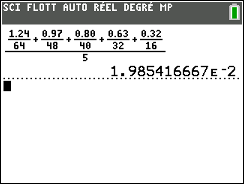 SCI FLOTT AUTO RÉEL DEGRÉ MP
1.24/64+0.97/48+0.80/40+0.63/32+0.32/16
5
1.985416667ᴇ-2